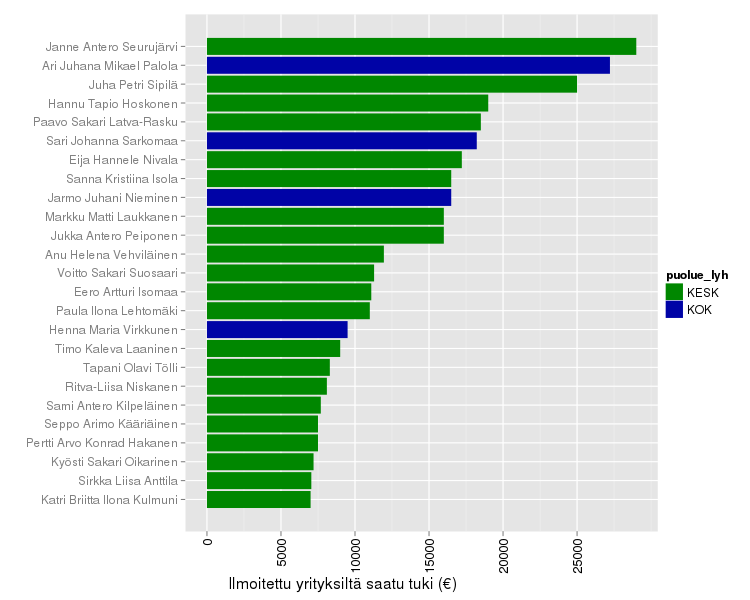 Janne Antero Seurujärvi
Ari Juhana Mikael Palola
Juha Petri Sipilä
Hannu Tapio Hoskonen
Paavo Sakari Latva-Rasku
Sari Johanna Sarkomaa
Eija Hannele Nivala
Sanna Kristiina Isola
Jarmo Juhani Nieminen
Markku Matti Laukkanen
Jukka Antero Peiponen
Anu Helena Vehviläinen
Voitto Sakari Suosaari
Eero Artturi Isomaa
Paula Ilona Lehtomäki
Henna Maria Virkkunen
Timo Kaleva Laaninen
Tapani Olavi Tölli
Ritva-Liisa Niskanen
Sami Antero Kilpeläinen
Seppo Arimo Kääriäinen
Pertti Arvo Konrad Hakanen
Kyösti Sakari Oikarinen
Sirkka Liisa Anttila
Katri Briitta Ilona Kulmuni
0
5000
10000
15000
20000
25000
Ilmoitettu yrityksiltä saatu tuki (€)
puolue_lyh
KESK
KOK